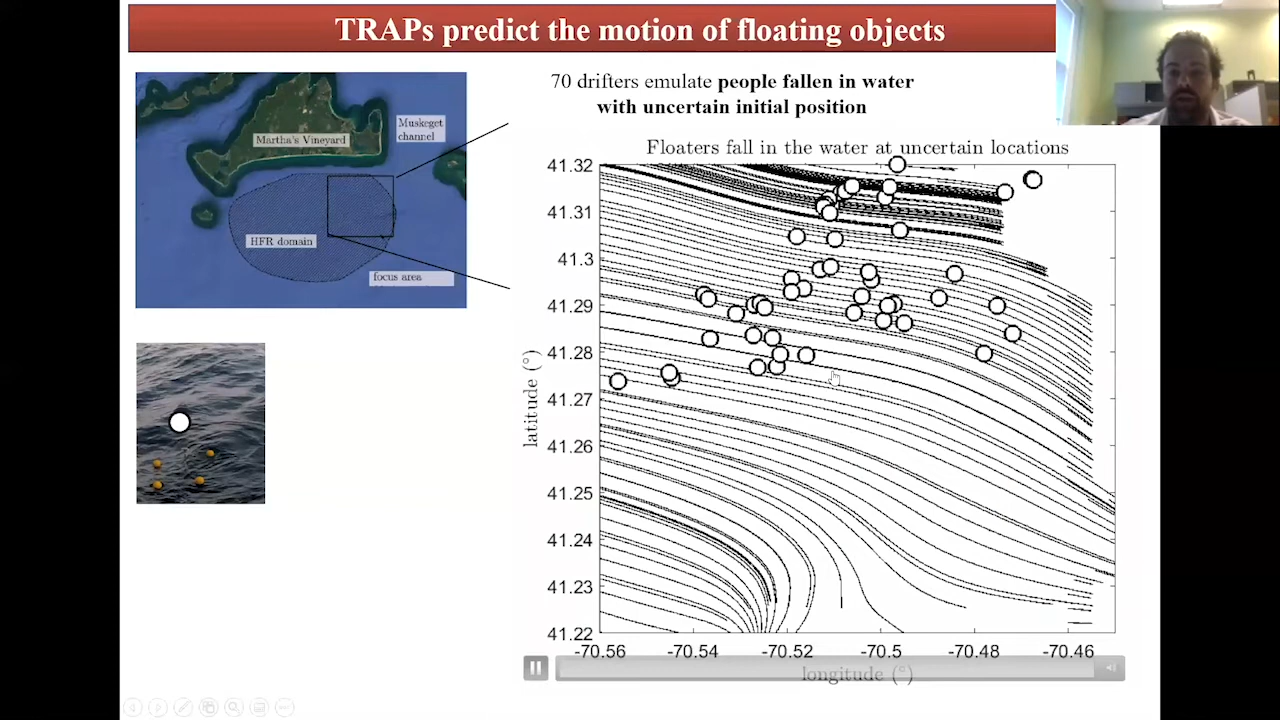 TRAPs predict the motion of floating objects
70 drifters emulate people fallen in water
with uncertain initial position
Martha's Vineyard
Muskeget
channel
HFR domain
focus area
Floaters fall in the water at uncertain locations
41.32
41.31
41.3
41.29
41.28
41.27
41.26
41.25
41.24
41.23
41.22
latitude (°)
-70.56
-70.54
-70.52
-70.5
-70.48
-70.46
longitude (°)